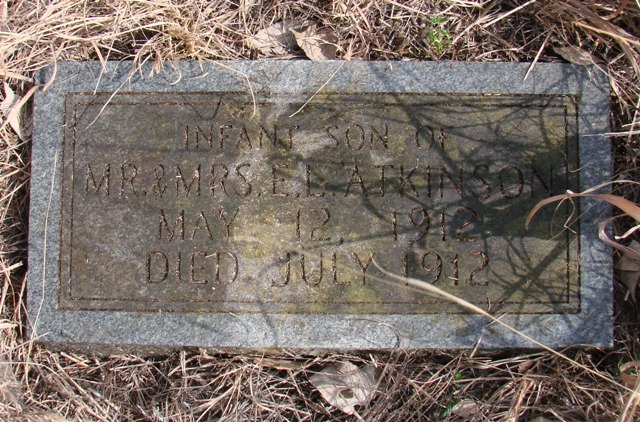 INFANT SON OF
MR. & MRS. E. L. ATKINSON
MAY 12, 1912
DIED JULY 1912